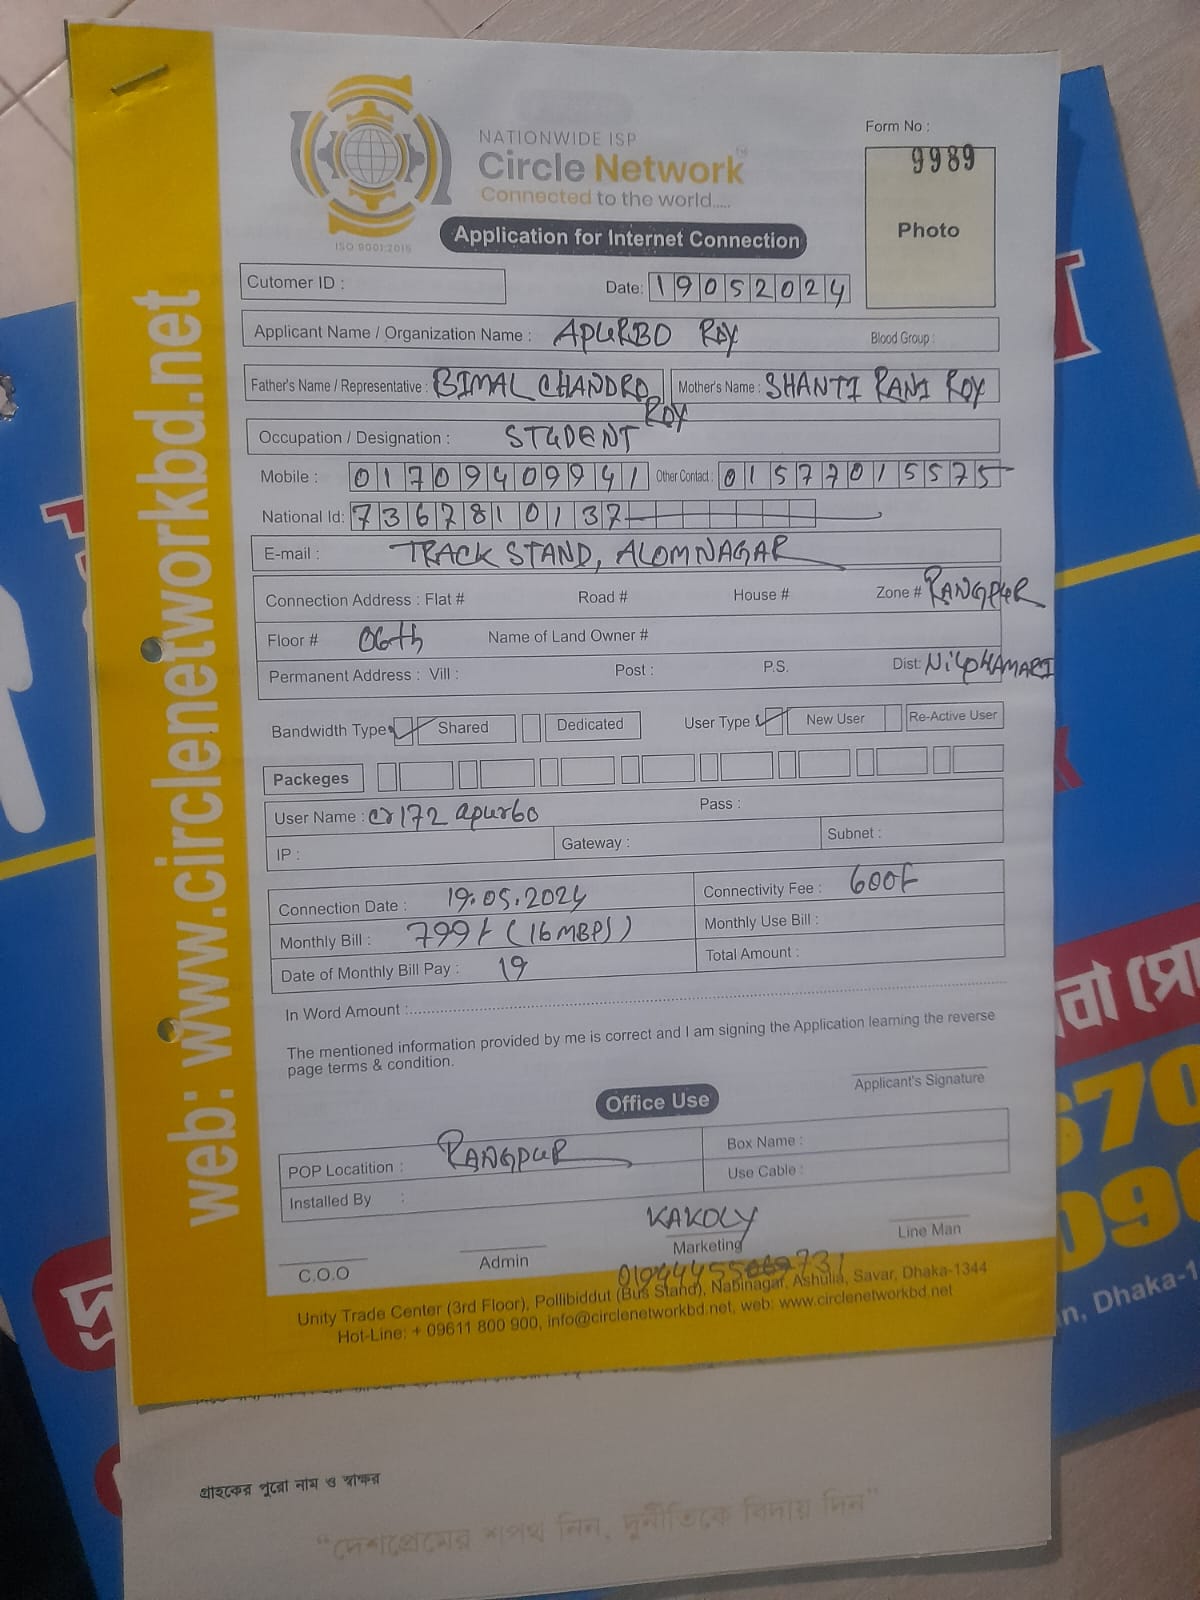 NATIONWIDE ISP
Circle Network™
Connected to the world.....
ISO 9001:2015
Form No :
9989
Photo
Application for Internet Connection
Cutomer ID :
Date: 19052024
Applicant Name / Organization Name : APURBO ROY Blood Group :
Father's Name / Representative : BIMAL CHANDRO ROY Mother's Name : SHANTI RANI ROY
Occupation / Designation : STUDENT
Mobile : 01709409941 Other Contact : 01577015575
National Id: 7367810137
E-mail : TRACK STAND, ALOMNAGAR
Connection Address : Flat # Road # House # Zone # RANGPUR
Floor # 06th Name of Land Owner #
Permanent Address : Vill : Post : P.S. Dist: NilpHAMARI
Bandwidth Type Shared Dedicated User Type New User Re-Active User
Packeges
User Name : cr172 apurbo Pass :
IP : Gateway : Subnet :
Connection Date : 19.05.2024 Connectivity Fee : 600/-
Monthly Bill : 799/- (16MBPS) Monthly Use Bill :
Date of Monthly Bill Pay : 19 Total Amount :
In Word Amount :
The mentioned information provided by me is correct and I am signing the Application learning the reverse
page terms & condition.
Applicant's Signature
Office Use
POP Locatition : RANGPUR Box Name :
Installed By : Use Cable :
KAKOLY
C.O.O Admin Marketing Line Man
Unity Trade Center (3rd Floor), Pollibiddut (Bus Stand), Nabinagar, Ashulia, Savar, Dhaka-1344
Hot-Line: + 09611 800 900, info@circlenetworkbd.net, web: www.circlenetworkbd.net
web: www.circlenetworkbd.net
গ্রাহকের পুরো নাম ও স্বাক্ষর
“দেশপ্রেমের শপথ নিন, দুর্নীতিকে বিদায় দিন”
670
096
n, Dhaka-1